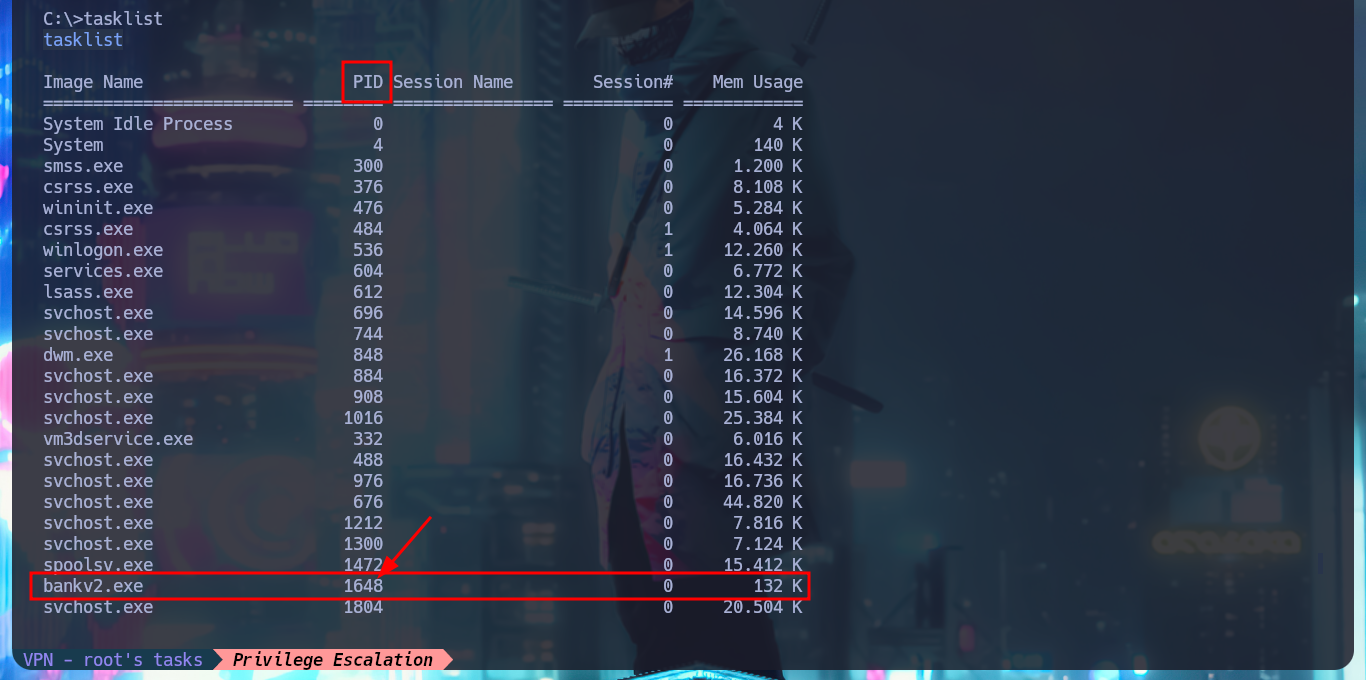 C:\>tasklist
tasklist
Image Name PID Session Name Session# Mem Usage
========================= ======== ================ =========== ============
System Idle Process 0 0 4 K
System 4 0 140 K
smss.exe 300 0 1.200 K
csrss.exe 376 0 8.108 K
wininit.exe 476 0 5.284 K
csrss.exe 484 1 4.064 K
winlogon.exe 536 1 12.260 K
services.exe 604 0 6.772 K
lsass.exe 612 0 12.304 K
svchost.exe 696 0 14.596 K
svchost.exe 744 0 8.740 K
dwm.exe 848 1 26.168 K
svchost.exe 884 0 16.372 K
svchost.exe 908 0 15.604 K
svchost.exe 1016 0 25.384 K
vm3dservice.exe 332 0 6.016 K
svchost.exe 488 0 16.432 K
svchost.exe 976 0 16.736 K
svchost.exe 676 0 44.820 K
svchost.exe 1212 0 7.816 K
svchost.exe 1300 0 7.124 K
spoolsv.exe 1472 0 15.412 K
bankv2.exe 1648 0 132 K
svchost.exe 1804 0 20.504 K
VPN - root's tasks Privilege Escalation